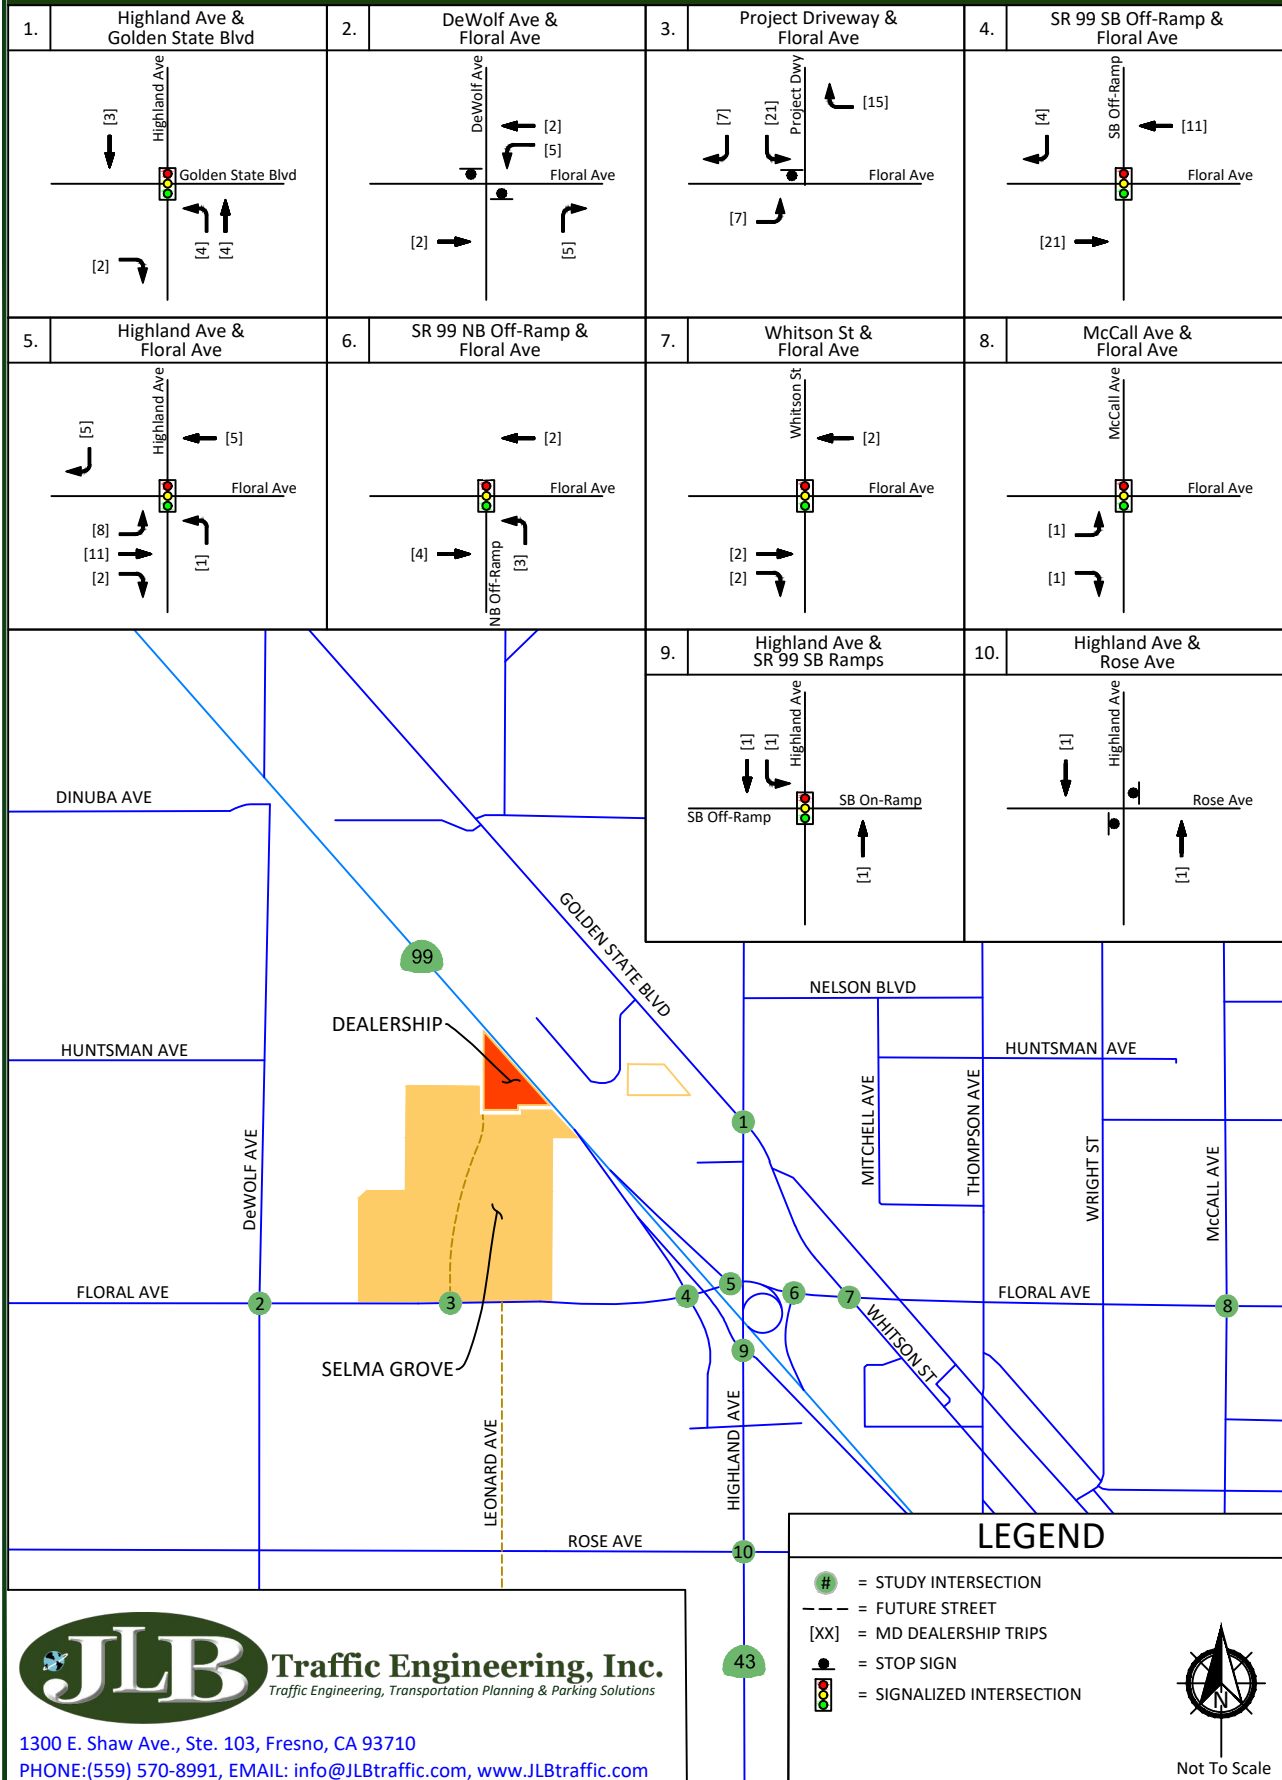 1.
Highland Ave &
Golden State Blvd
[3]
Highland Ave
Golden State Blvd
[2]
[4]
[4]
2.
DeWolf Ave &
Floral Ave
DeWolf Ave
[2]
[5]
Floral Ave
[2]
[5]
3.
Project Driveway &
Floral Ave
[7]
[21]
Project Dwy
[15]
Floral Ave
[7]
4.
SR 99 SB Off-Ramp &
Floral Ave
[4]
SB Off-Ramp
[11]
Floral Ave
[21]
5.
Highland Ave &
Floral Ave
[5]
Highland Ave
[5]
Floral Ave
[8]
[11]
[2]
[1]
6.
SR 99 NB Off-Ramp &
Floral Ave
[2]
Floral Ave
[4]
NB Off-Ramp
[3]
7.
Whitson St &
Floral Ave
Whitson St
[2]
Floral Ave
[2]
[2]
8.
McCall Ave &
Floral Ave
McCall Ave
Floral Ave
[1]
[1]
9.
Highland Ave &
SR 99 SB Ramps
[1]
[1]
Highland Ave
SB On-Ramp
SB Off-Ramp
[1]
10.
Highland Ave &
Rose Ave
[1]
Highland Ave
Rose Ave
[1]
DINUBA AVE
GOLDEN STATE BLVD
99
NELSON BLVD
DEALERSHIP
HUNTSMAN AVE
HUNTSMAN AVE
MITCHELL AVE
THOMPSON AVE
WRIGHT ST
McCALL AVE
DeWOLF AVE
1
FLORAL AVE
2
3
4
5
6
7
FLORAL AVE
8
9
WHITSON ST
SELMA GROVE
LEONARD AVE
HIGHLAND AVE
ROSE AVE
10
43
LEGEND
# = STUDY INTERSECTION
= FUTURE STREET
[XX] = MD DEALERSHIP TRIPS
= STOP SIGN
= SIGNALIZED INTERSECTION
N
Not To Scale
JLB Traffic Engineering, Inc.
Traffic Engineering, Transportation Planning & Parking Solutions
1300 E. Shaw Ave., Ste. 103, Fresno, CA 93710
PHONE:(559) 570-8991, EMAIL: info@JLBtraffic.com, www.JLBtraffic.com